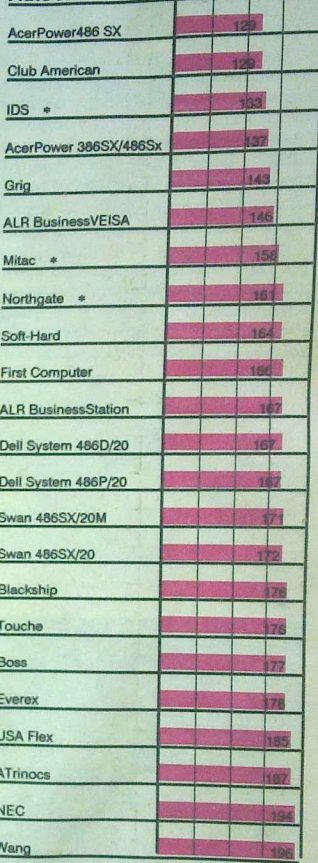 AcerPower486 SX 129
Club American 129
IDS * 133
AcerPower 386SX/486Sx 137
Grig 143
ALR BusinessVEISA 146
Mitac * 158
Northgate * 161
Soft-Hard 164
First Computer 166
ALR BusinessStation 167
Dell System 486D/20 167
Dell System 486P/20 167
Swan 486SX/20M 171
Swan 486SX/20 172
Blackship 176
Touche 176
Boss 177
Everex 178
USA Flex 185
ATrinocs 187
NEC 194
Wang 196